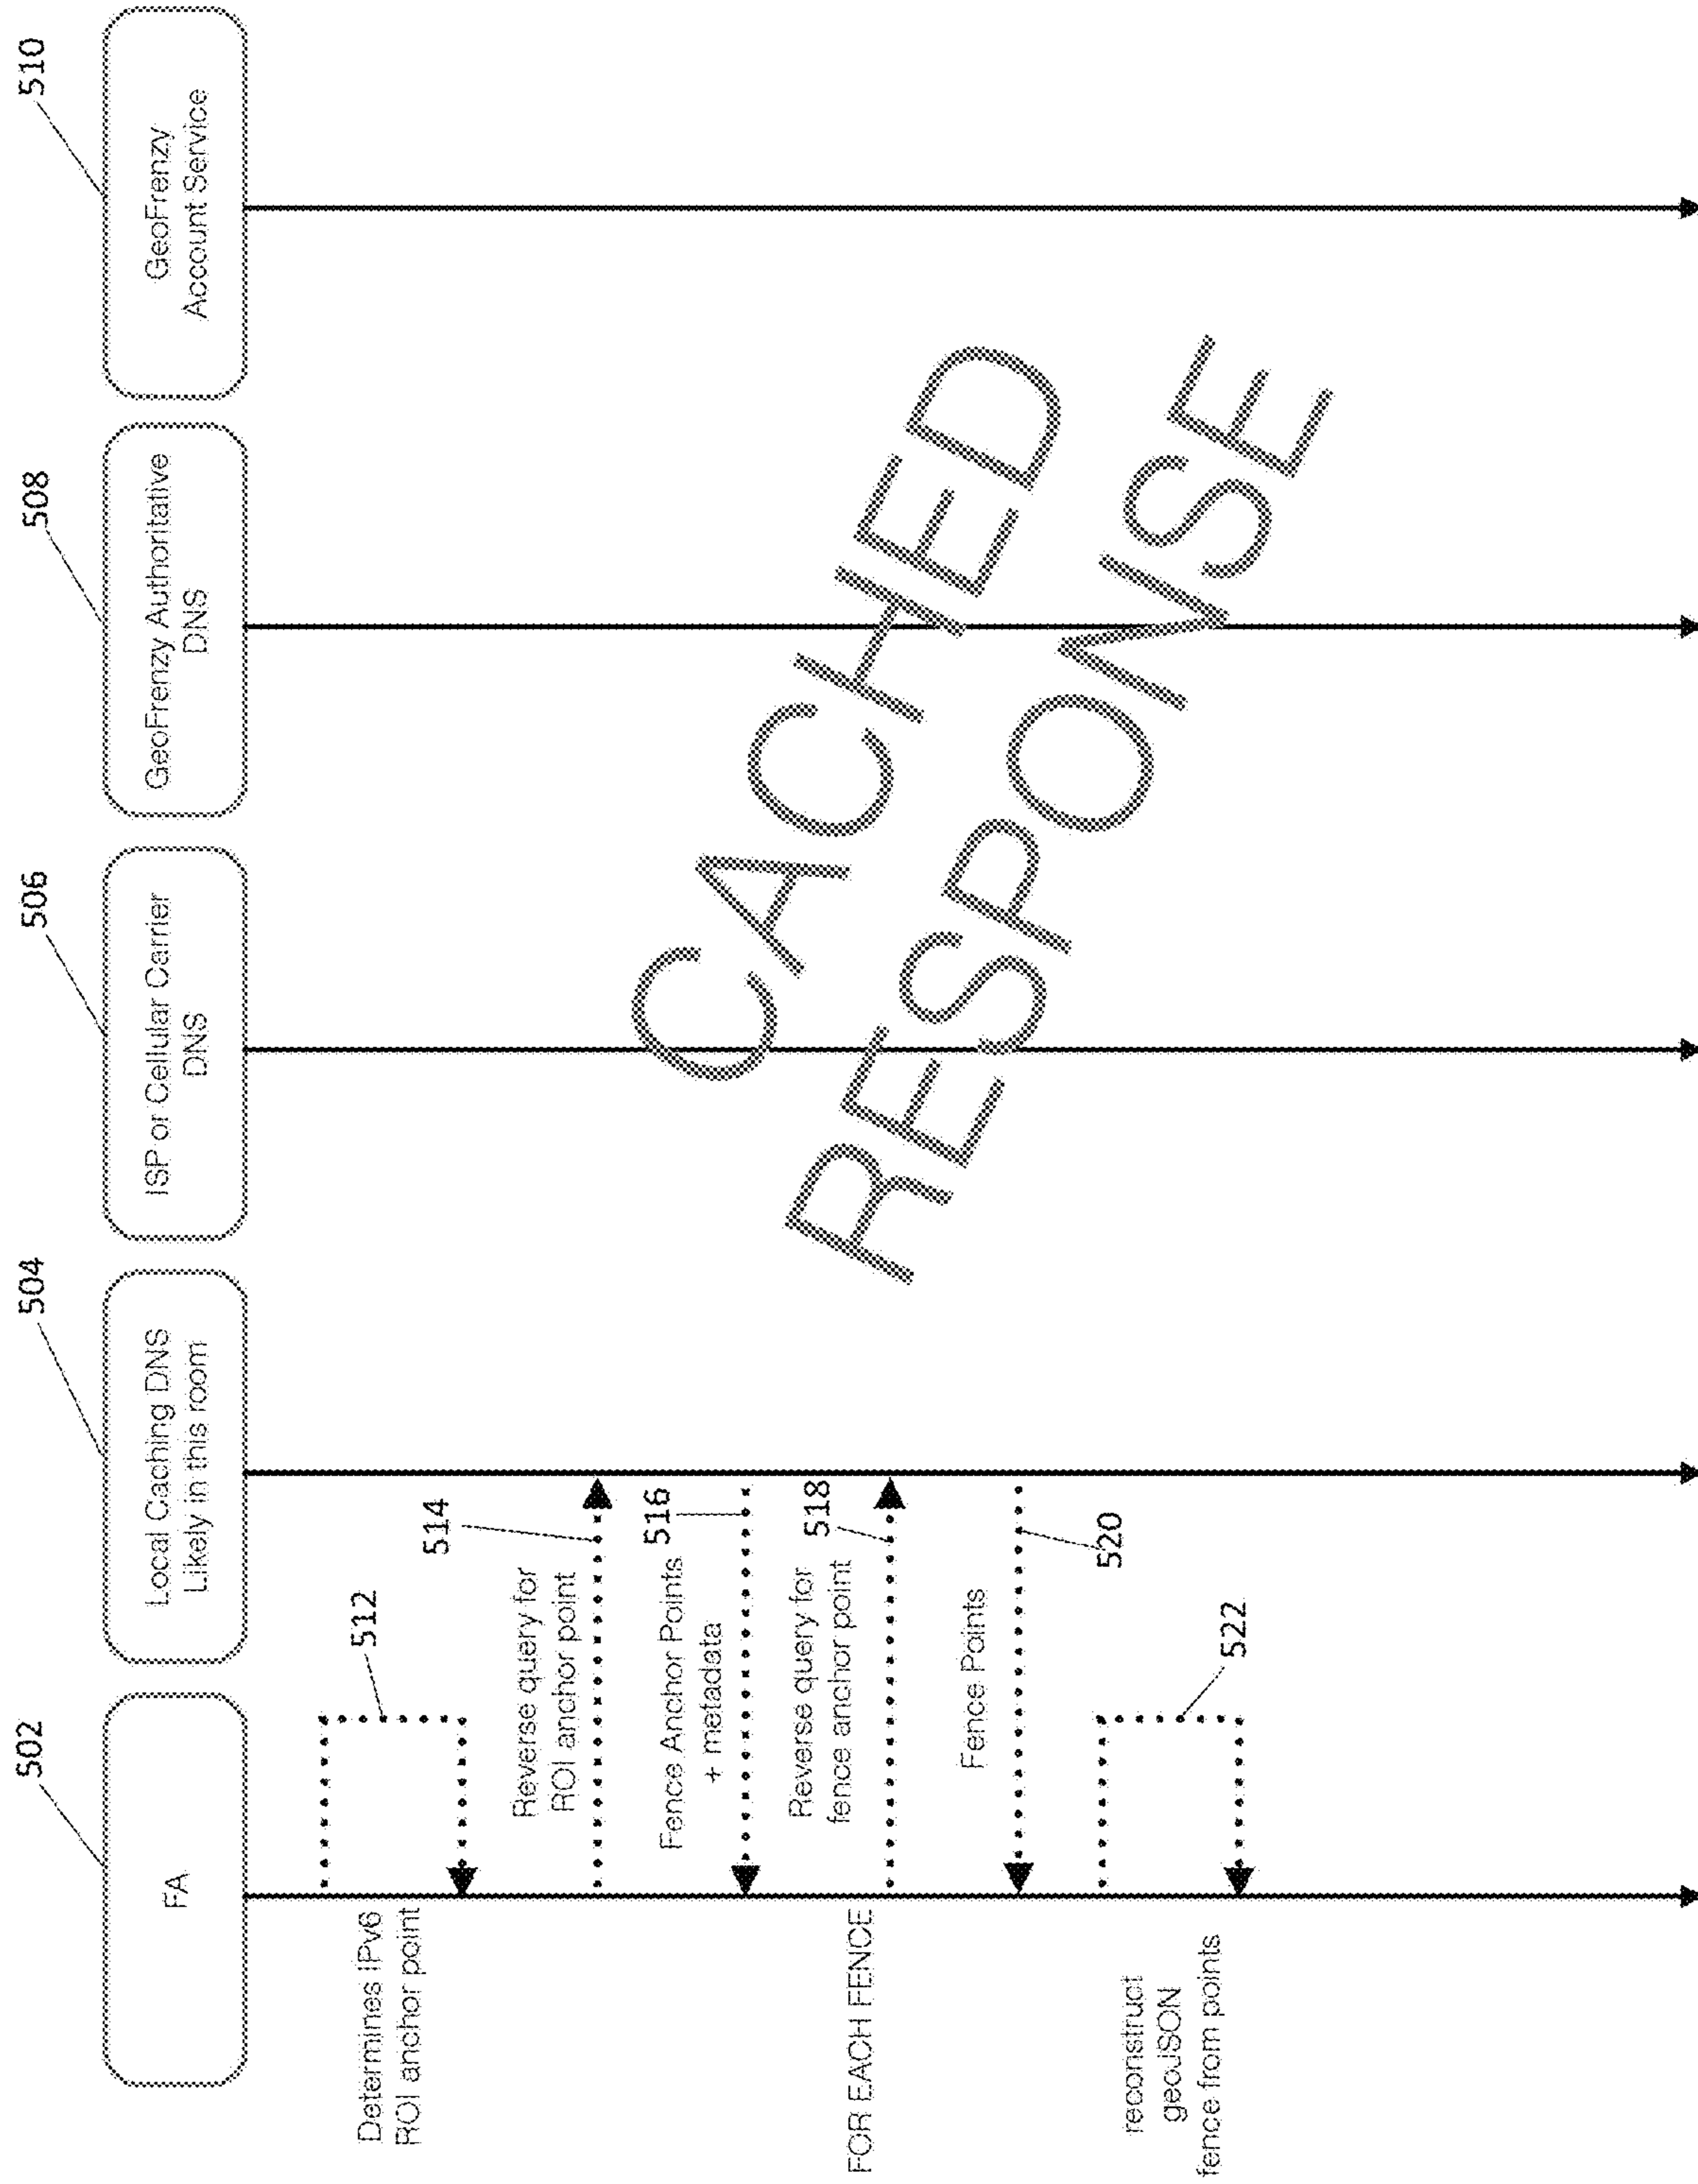 502
504
506
508
510
FA
Local Caching DNS
Likely in this room
ISP or Cellular Carrier
DNS
GeoFrenzy Authoritative
DNS
GeoFrenzy
Account Service
Determines IPv6
ROI anchor point
512
Reverse query for
ROI anchor point
514
Fence Anchor Points
+ metadata
516
FOR EACH FENCE
Reverse query for
fence anchor point
518
Fence Points
520
reconstruct
geoJSON
fence from points
522
CACHED
RESPONSE